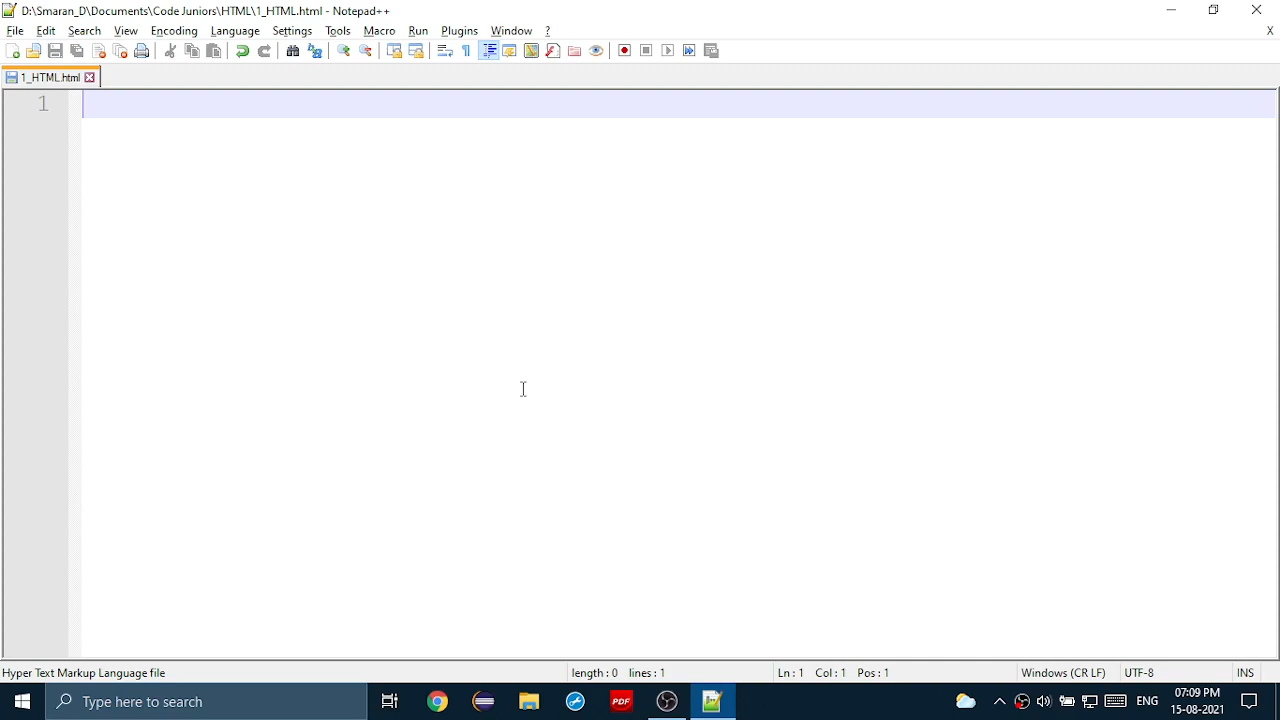 D:\Smaran_D\Documents\Code Juniors\HTML\1_HTML.html - Notepad++
File Edit Search View Encoding Language Settings Tools Macro Run Plugins Window ? X
1_HTML.html
1
Hyper Text Markup Language file length : 0 lines : 1 Ln : 1 Col : 1 Pos : 1 Windows (CR LF) UTF-8 INS
Type here to search PDF ENG 07:09 PM
15-08-2021